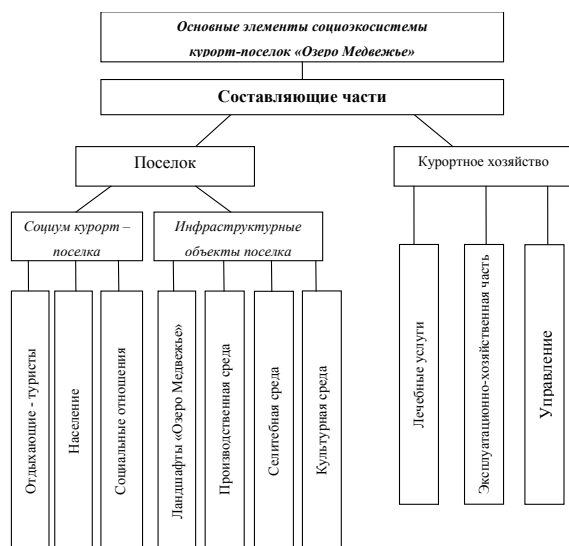 Основные элементы социоэкосистемы
курорт-поселок «Озеро Медвежье»
Составляющие части
Поселок
Курортное хозяйство
Социум курорт –
поселка
Инфраструктурные
объекты поселка
Отдыхающие - туристы
Население
Социальные отношения
Ландшафты «Озеро Медвежье»
Производственная среда
Селитебная среда
Культурная среда
Лечебные услуги
Эксплуатационно-хозяйственная часть
Управление